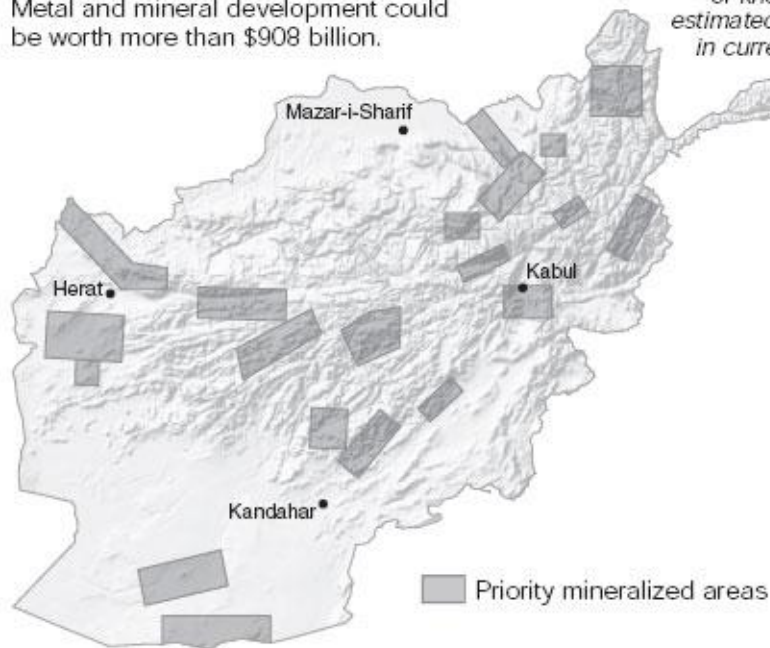 Metal and mineral development could
be worth more than $908 billion.
estimated
in curre
Mazar-i-Sharif
Kabul
Herat
Kandahar
Priority mineralized areas